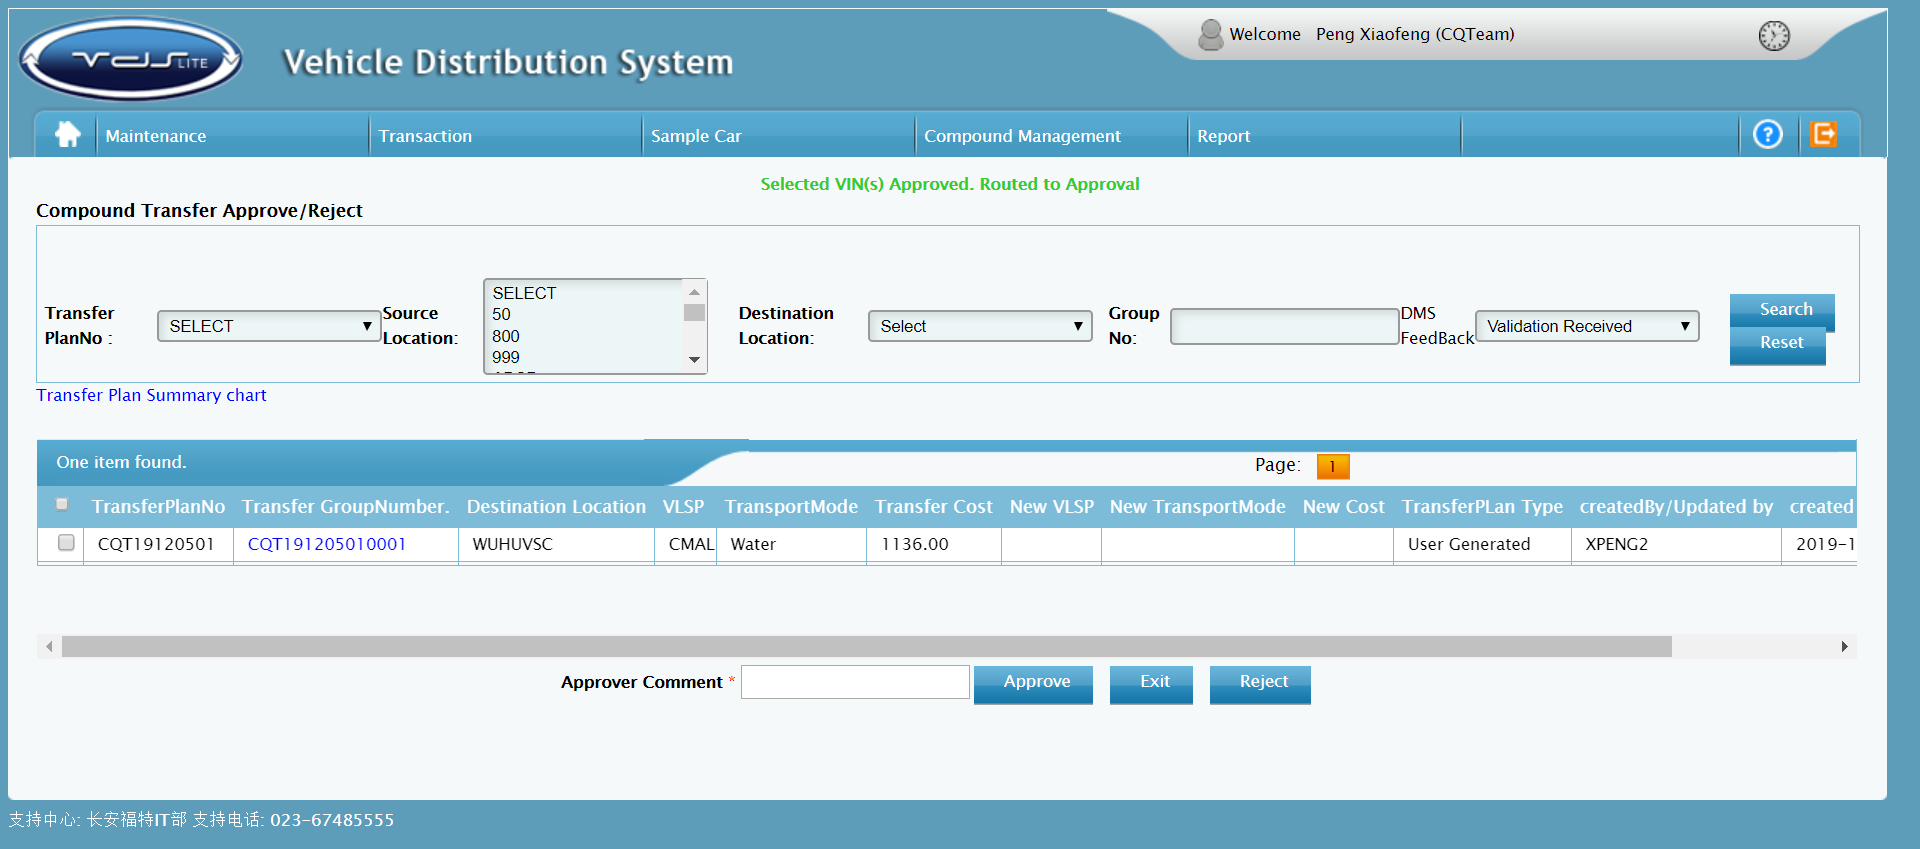 VDS LITE
Vehicle Distribution System
Welcome Peng Xiaofeng (CQTeam)
Maintenance Transaction Sample Car Compound Management Report
Selected VIN(s) Approved. Routed to Approval
Compound Transfer Approve/Reject
Transfer PlanNo :
SELECT
Source Location:
SELECT
50
800
999
Destination Location:
Select
Group No:
DMS FeedBack
Validation Received
Search
Reset
Transfer Plan Summary chart
One item found.
Page: 1
TransferPlanNo Transfer GroupNumber. Destination Location VLSP TransportMode Transfer Cost New VLSP New TransportMode New Cost TransferPLan Type createdBy/Updated by created
CQT19120501 CQT191205010001 WUHUVSC CMAL Water 1136.00 User Generated XPENG2 2019-1
Approver Comment * Approve Exit Reject
支持中心: 长安福特IT部 支持电话: 023-67485555